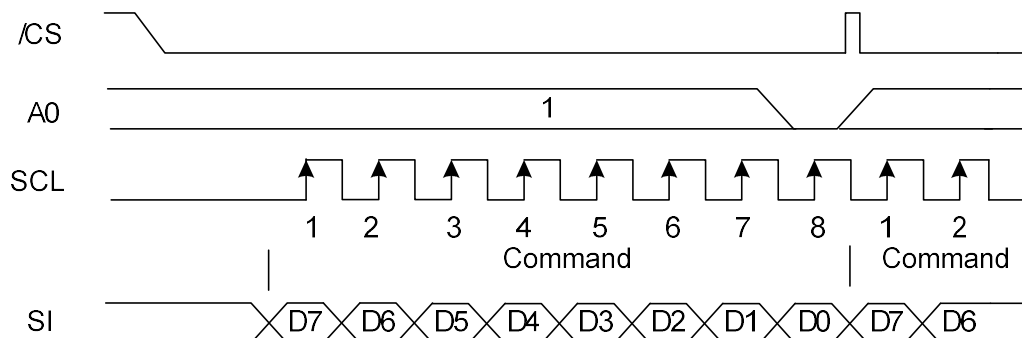 /CS
A0
1
SCL
1 2 3 4 5 6 7 8 1 2
Command Command
SI
D7 D6 D5 D4 D3 D2 D1 D0 D7 D6